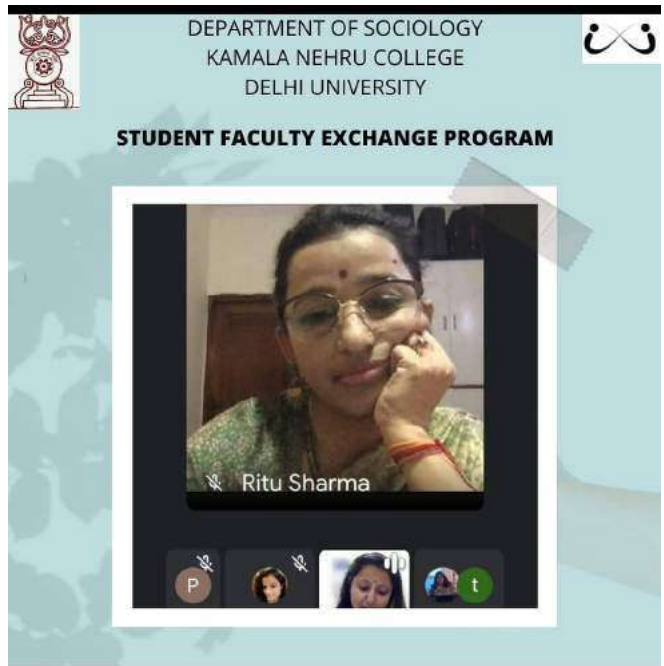 DEPARTMENT OF SOCIOLOGY
KAMALA NEHRU COLLEGE
DELHI UNIVERSITY
STUDENT FACULTY EXCHANGE PROGRAM
Ritu Sharma
P
t